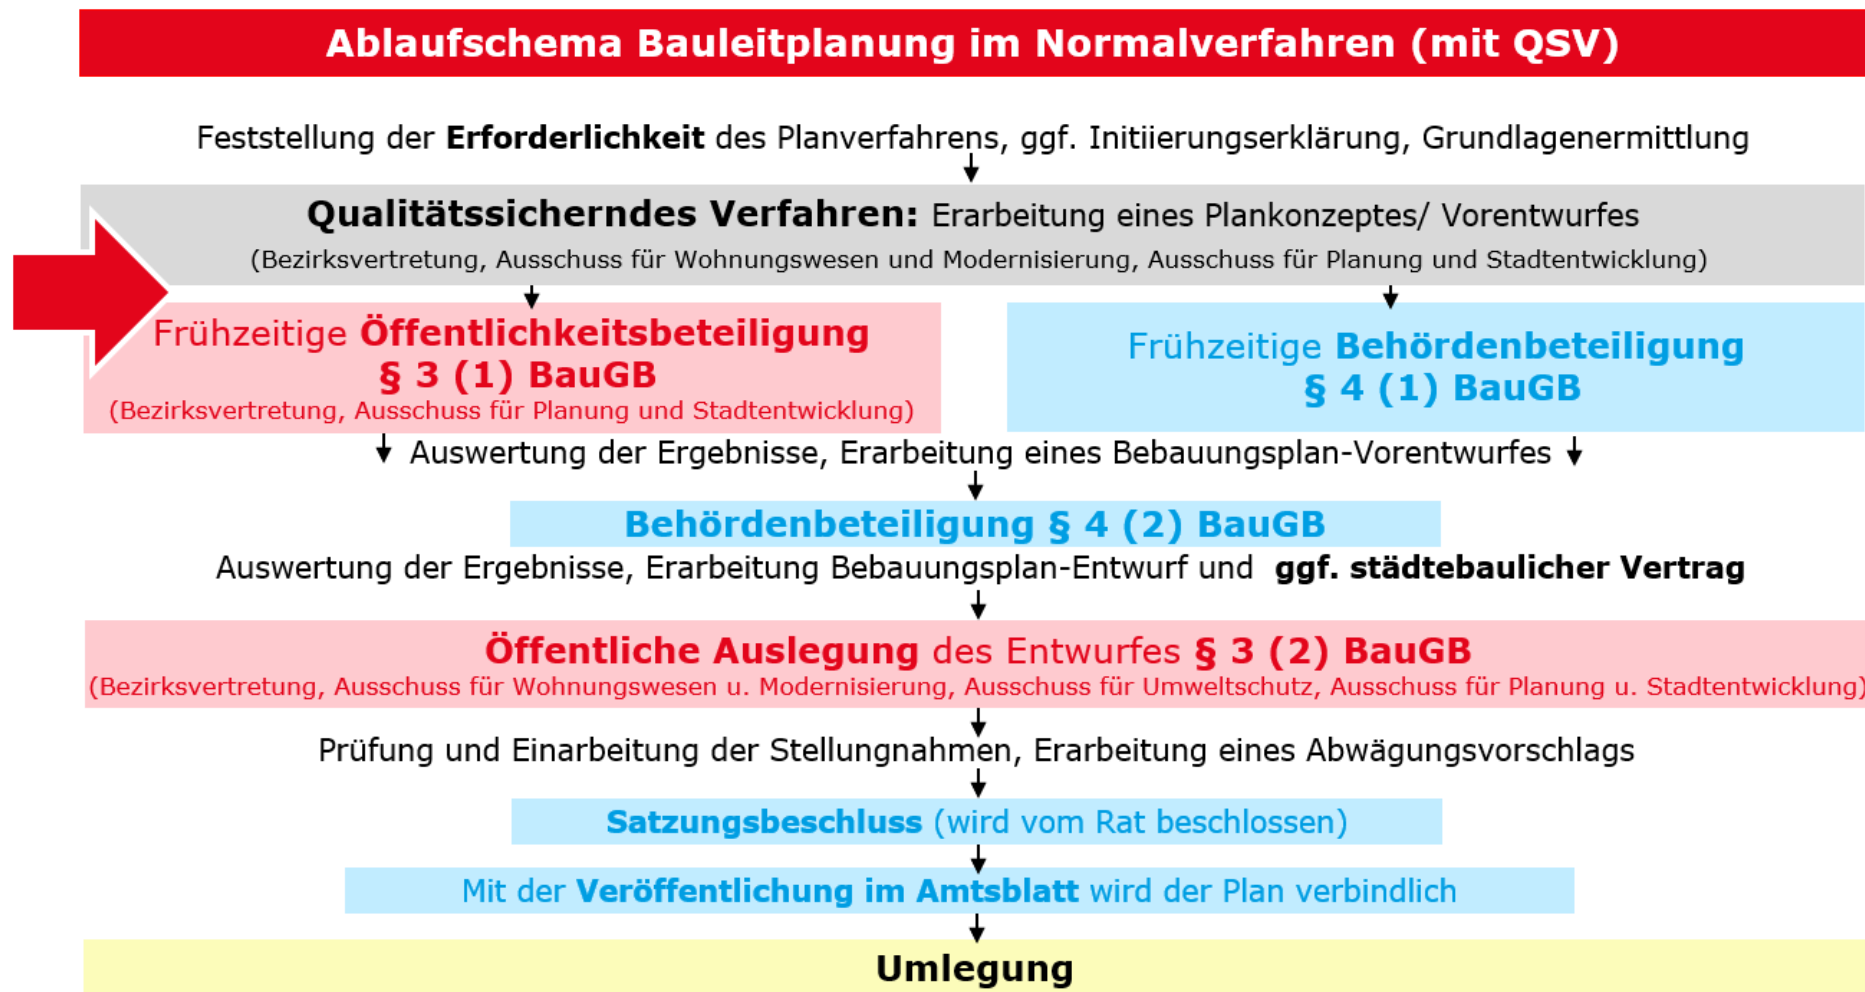 Ablaufschema Bauleitplanung im Normalverfahren (mit QSV)
Feststellung der Erforderlichkeit des Planverfahrens, ggf. Initiierungserklärung, Grundlagenermittlung
Qualitätssicherndes Verfahren: Erarbeitung eines Plankonzeptes/ Vorentwurfes
(Bezirksvertretung, Ausschuss für Wohnungswesen und Modernisierung, Ausschuss für Planung und Stadtentwicklung)
Frühzeitige Öffentlichkeitsbeteiligung
§ 3 (1) BauGB
(Bezirksvertretung, Ausschuss für Planung und Stadtentwicklung)
Frühzeitige Behördenbeteiligung
§ 4 (1) BauGB
Auswertung der Ergebnisse, Erarbeitung eines Bebauungsplan-Vorentwurfes
Behördenbeteiligung § 4 (2) BauGB
Auswertung der Ergebnisse, Erarbeitung Bebauungsplan-Entwurf und ggf. städtebaulicher Vertrag
Öffentliche Auslegung des Entwurfes § 3 (2) BauGB
(Bezirksvertretung, Ausschuss für Wohnungswesen u. Modernisierung, Ausschuss für Umweltschutz, Ausschuss für Planung u. Stadtentwicklung)
Prüfung und Einarbeitung der Stellungnahmen, Erarbeitung eines Abwägungsvorschlags
Satzungsbeschluss (wird vom Rat beschlossen)
Mit der Veröffentlichung im Amtsblatt wird der Plan verbindlich
Umlegung